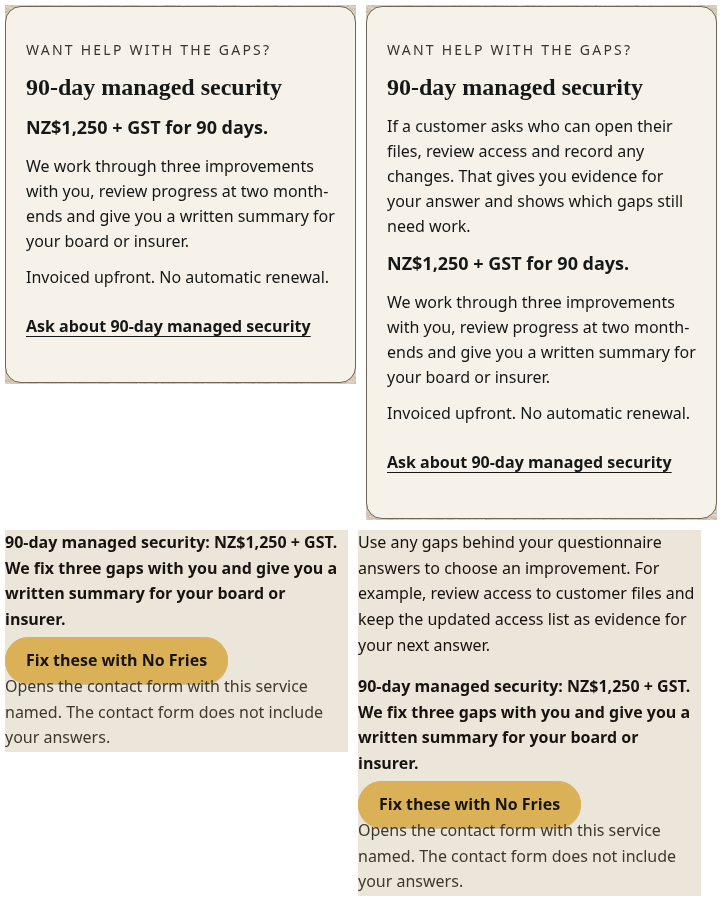 WANT HELP WITH THE GAPS?
90-day managed security
NZ$1,250 + GST for 90 days.
We work through three improvements
with you, review progress at two month-
ends and give you a written summary for
your board or insurer.
Invoiced upfront. No automatic renewal.
Ask about 90-day managed security
WANT HELP WITH THE GAPS?
90-day managed security
If a customer asks who can open their
files, review access and record any
changes. That gives you evidence for
your answer and shows which gaps still
need work.
NZ$1,250 + GST for 90 days.
We work through three improvements
with you, review progress at two month-
ends and give you a written summary for
your board or insurer.
Invoiced upfront. No automatic renewal.
Ask about 90-day managed security
90-day managed security: NZ$1,250 + GST.
We fix three gaps with you and give you a
written summary for your board or
insurer.
Fix these with No Fries
Opens the contact form with this service
named. The contact form does not include
your answers.
Use any gaps behind your questionnaire
answers to choose an improvement. For
example, review access to customer files and
keep the updated access list as evidence for
your next answer.
90-day managed security: NZ$1,250 + GST.
We fix three gaps with you and give you a
written summary for your board or
insurer.
Fix these with No Fries
Opens the contact form with this service
named. The contact form does not include
your answers.